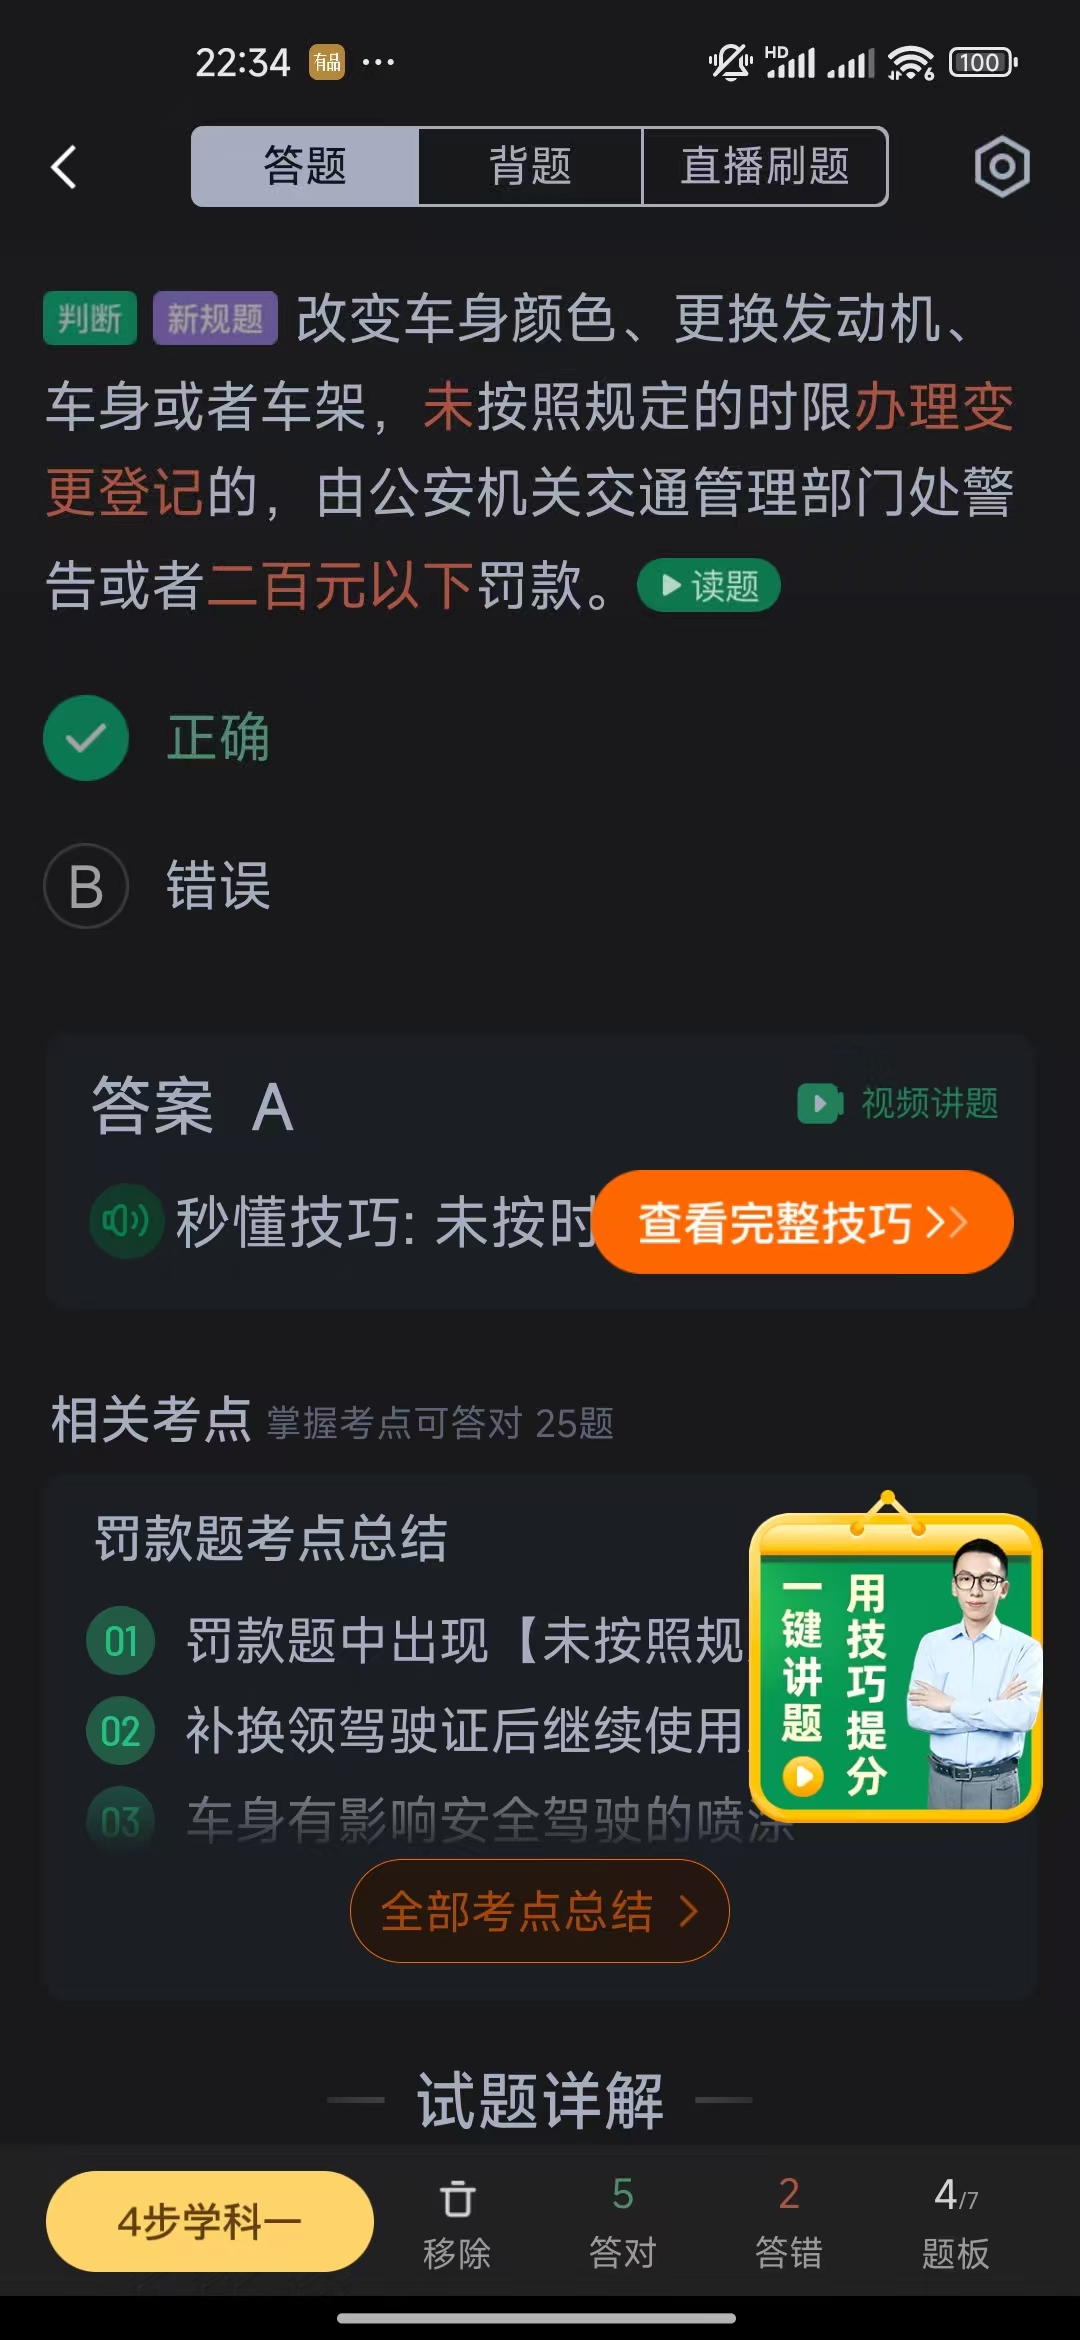 22:34 有品 ...
HD 6 100
答题 背题 直播刷题
判断 新规题 改变车身颜色、更换发动机、
车身或者车架，未按照规定的时限办理变
更登记的，由公安机关交通管理部门处警
告或者二百元以下罚款。 读题
正确
B 错误
答案 A 视频讲题
秒懂技巧: 未按时 查看完整技巧
相关考点 掌握考点可答对 25题
罚款题考点总结
01 罚款题中出现【未按照规
02 补换领驾驶证后继续使用
03 车身有影响安全驾驶的喷涂
用技巧提分
一键讲题
全部考点总结
试题详解
4步学科一
移除
5
答对
2
答错
4/7
题板